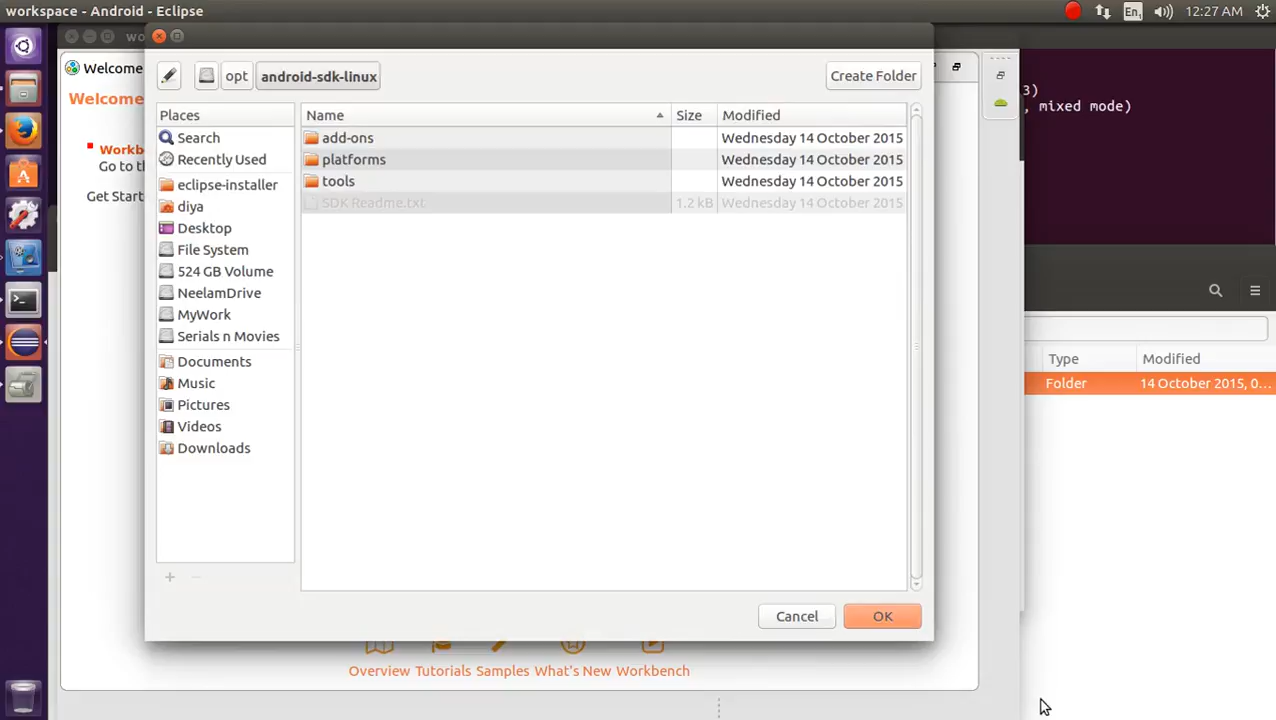 workspace - Android - Eclipse
En1
12:27 AM
wo
Welcome
Welcome
Workb
Go to th
Get Start
opt
android-sdk-linux
Create Folder
Places
Search
Recently Used
eclipse-installer
diya
Desktop
File System
524 GB Volume
NeelamDrive
MyWork
Serials n Movies
Documents
Music
Pictures
Videos
Downloads
Name Size Modified
add-ons Wednesday 14 October 2015
platforms Wednesday 14 October 2015
tools Wednesday 14 October 2015
SDK Readme.txt 1.2 kB Wednesday 14 October 2015
Cancel
OK
3)
, mixed mode)
Type Modified
Folder 14 October 2015, 0...
Overview Tutorials Samples What's New Workbench